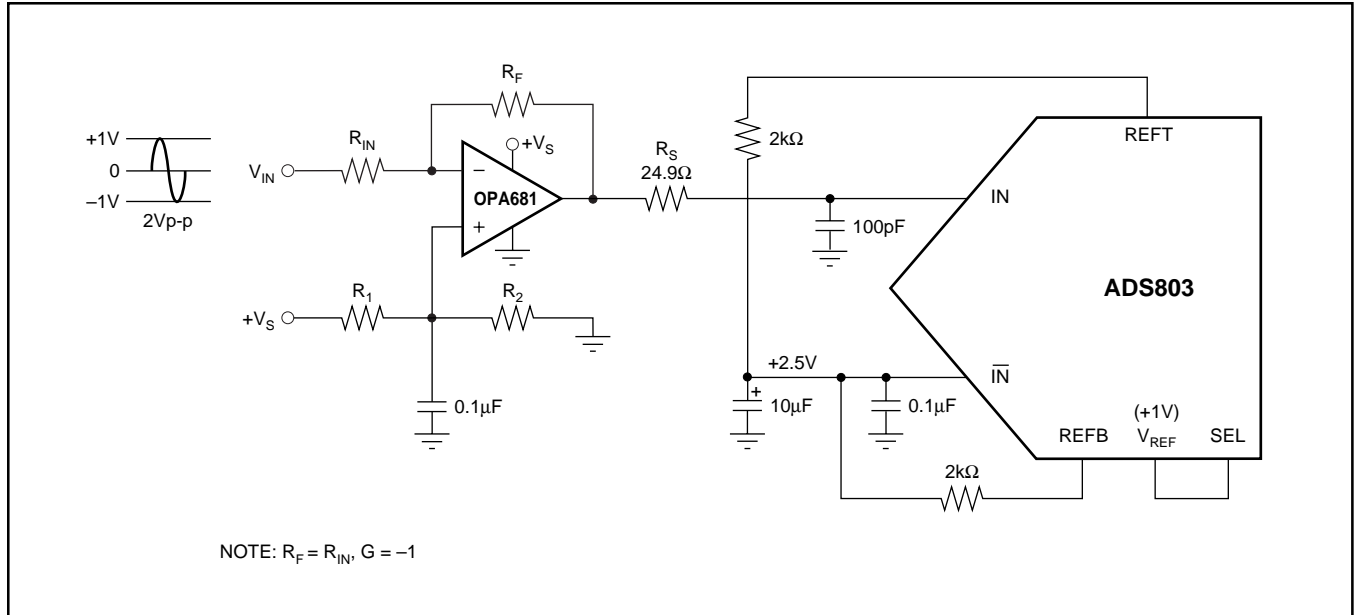 R_F
+1V
0
–1V
2Vp-p
V_IN
R_IN
+V_S
–
OPA681
+
R_S
24.9Ω
2kΩ
REFT
IN
100pF
ADS803
+V_S
R_1
R_2
0.1µF
+2.5V
+
10µF
0.1µF
I̅N̅
REFB
(+1V)
V_REF
SEL
2kΩ
NOTE: R_F = R_IN, G = –1